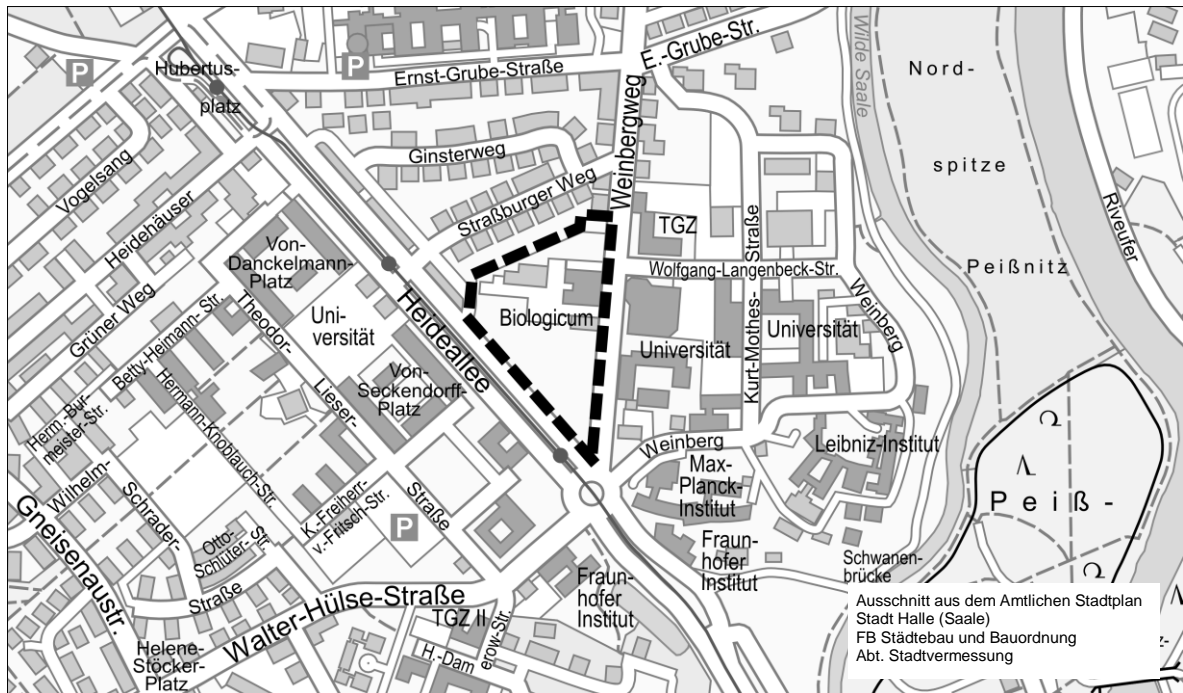 P
Hubertus-
platz
P
Ernst-Grube-Straße
E.-Grube-Str.
Weinbergweg
Wilde Saale
Nord-
spitze
Peißnitz
Riveufer
Vogelsang
Heidehäuser
Ginsterweg
Straßburger Weg
TGZ
Wolfgang-Langenbeck-Str.
Kurt-Mothes-
Straße
Weinberg
Von-
Danckelmann-
Platz
Grüner Weg
Betty-Heimann-Str.
Theodor-
Lieser-
Straße
Uni-
versität
Heideallee
Biologicum
Universität
Universität
Von-
Seckendorff-
Platz
Herm.-Bur-
meister-Str.
Hermann-Knoblauch-Str.
Wilhelm-
Schrader-
Straße
Otto-
Schlüter-
Str.
K.-Freiherr-
v.-Fritsch-Str.
P
Gneisenaustr.
Walter-Hülse-Straße
Helene-
Stöcker-
Platz
TGZ II
H.-Dam
erow-Str.
Fraun-
hofer
Institut
Weinberg
Max-
Planck-
Institut
Leibniz-Institut
Fraun-
hofer
Institut
Schwanen-
brücke
Peiß-
Ausschnitt aus dem Amtlichen Stadtplan
Stadt Halle (Saale)
FB Städtebau und Bauordnung
Abt. Stadtvermessung